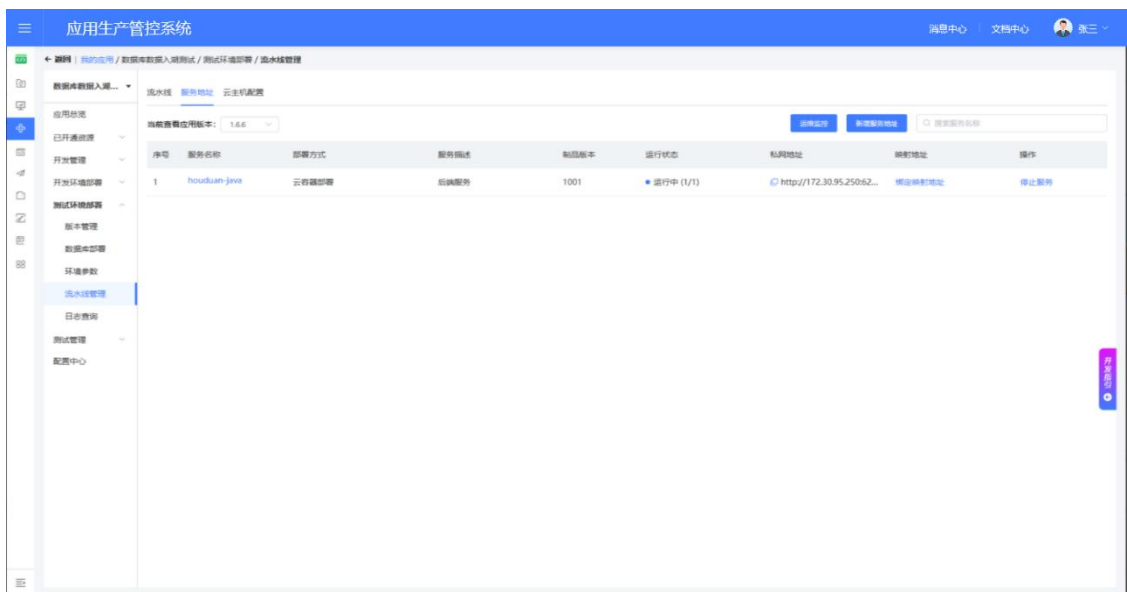 应用生产管控系统
消息中心 文档中心 张三
← 返回 | 我的应用 / 数据库数据入湖测试 / 测试环境部署 / 流水线管理
数据库数据入湖...
应用总览
已开通资源
开发管理
开发环境部署
测试环境部署
版本管理
数据库部署
环境参数
流水线管理
日志查询
测试管理
配置中心
流水线 服务地址 云主机配置
当前查看应用版本: 1.6.6
运维监控 新增服务地址 搜索服务名称
序号 服务名称 部署方式 服务描述 制品版本 运行状态 私网地址 映射地址 操作
1 houduan-java 云容器部署 后端服务 1001 运行中 (1/1) http://172.30.95.250:62... 绑定映射地址 停止服务
开发指引